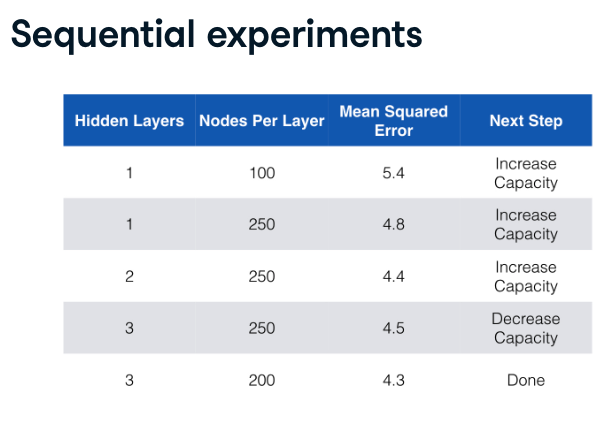 Sequential experiments
Hidden Layers Nodes Per Layer Mean Squared Error Next Step
1 100 5.4 Increase Capacity
1 250 4.8 Increase Capacity
2 250 4.4 Increase Capacity
3 250 4.5 Decrease Capacity
3 200 4.3 Done